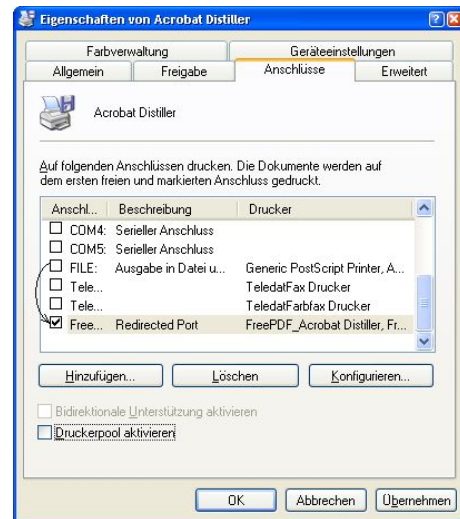 Eigenschaften von Acrobat Distiller
Farbverwaltung Geräteeinstellungen
Allgemein Freigabe Anschlüsse Erweitert
Acrobat Distiller
Auf folgenden Anschlüssen drucken. Die Dokumente werden auf
dem ersten freien und markierten Anschluss gedruckt.
Anschl... Beschreibung Drucker
COM4: Serieller Anschluss
COM5: Serieller Anschluss
FILE: Ausgabe in Datei u... Generic PostScript Printer, A...
Tele... TeledatFax Drucker
Tele... TeledatFarbfax Drucker
Free... Redirected Port FreePDF_Acrobat Distiller, Fr...
Hinzufügen... Löschen Konfigurieren...
Bidirektionale Unterstützung aktivieren
Druckerpool aktivieren
OK Abbrechen Übernehmen